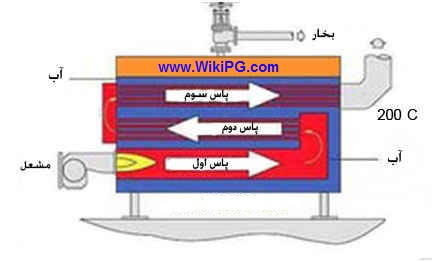 بخار
www.WikiPG.com
آب
پاس سوم
200 C
پاس دوم
آب
پاس اول
مشعل